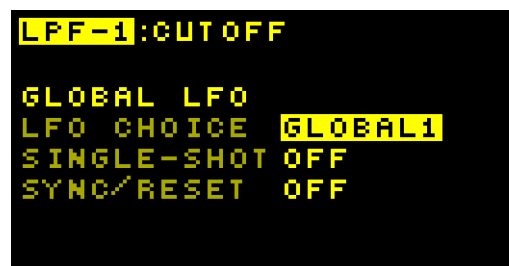 LPF-1:CUTOFF
GLOBAL LFO
LFO CHOICE GLOBAL1
SINGLE-SHOT OFF
SYNC/RESET OFF